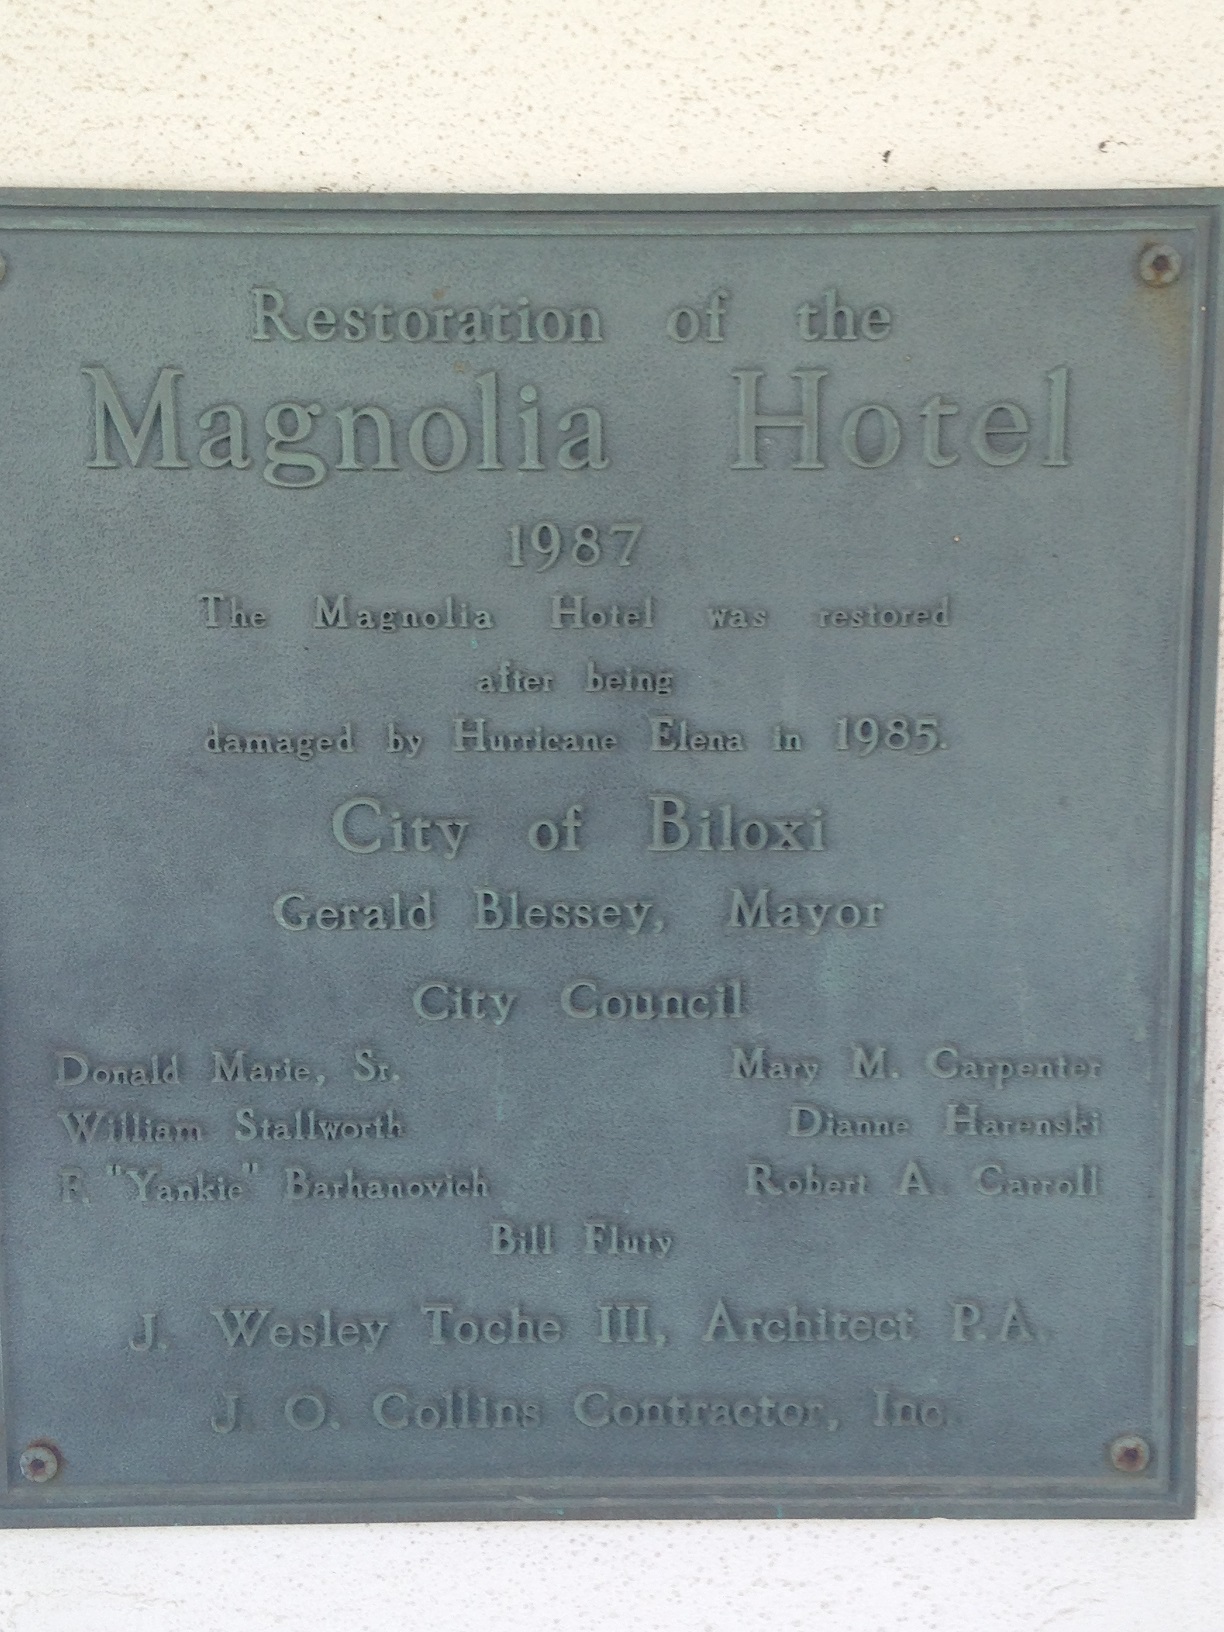 Restoration of the
Magnolia Hotel
1987
The Magnolia Hotel was restored
after being
damaged by Hurricane Elena in 1985.
City of Biloxi
Gerald Blessey, Mayor
City Council
Donald Marie, Sr. Mary M. Carpenter
William Stallworth Dianne Harenski
F. "Yankie" Barhanovich Robert A. Carroll
Bill Fluty
J. Wesley Toche III, Architect P.A.
J. O. Collins Contractor, Inc.